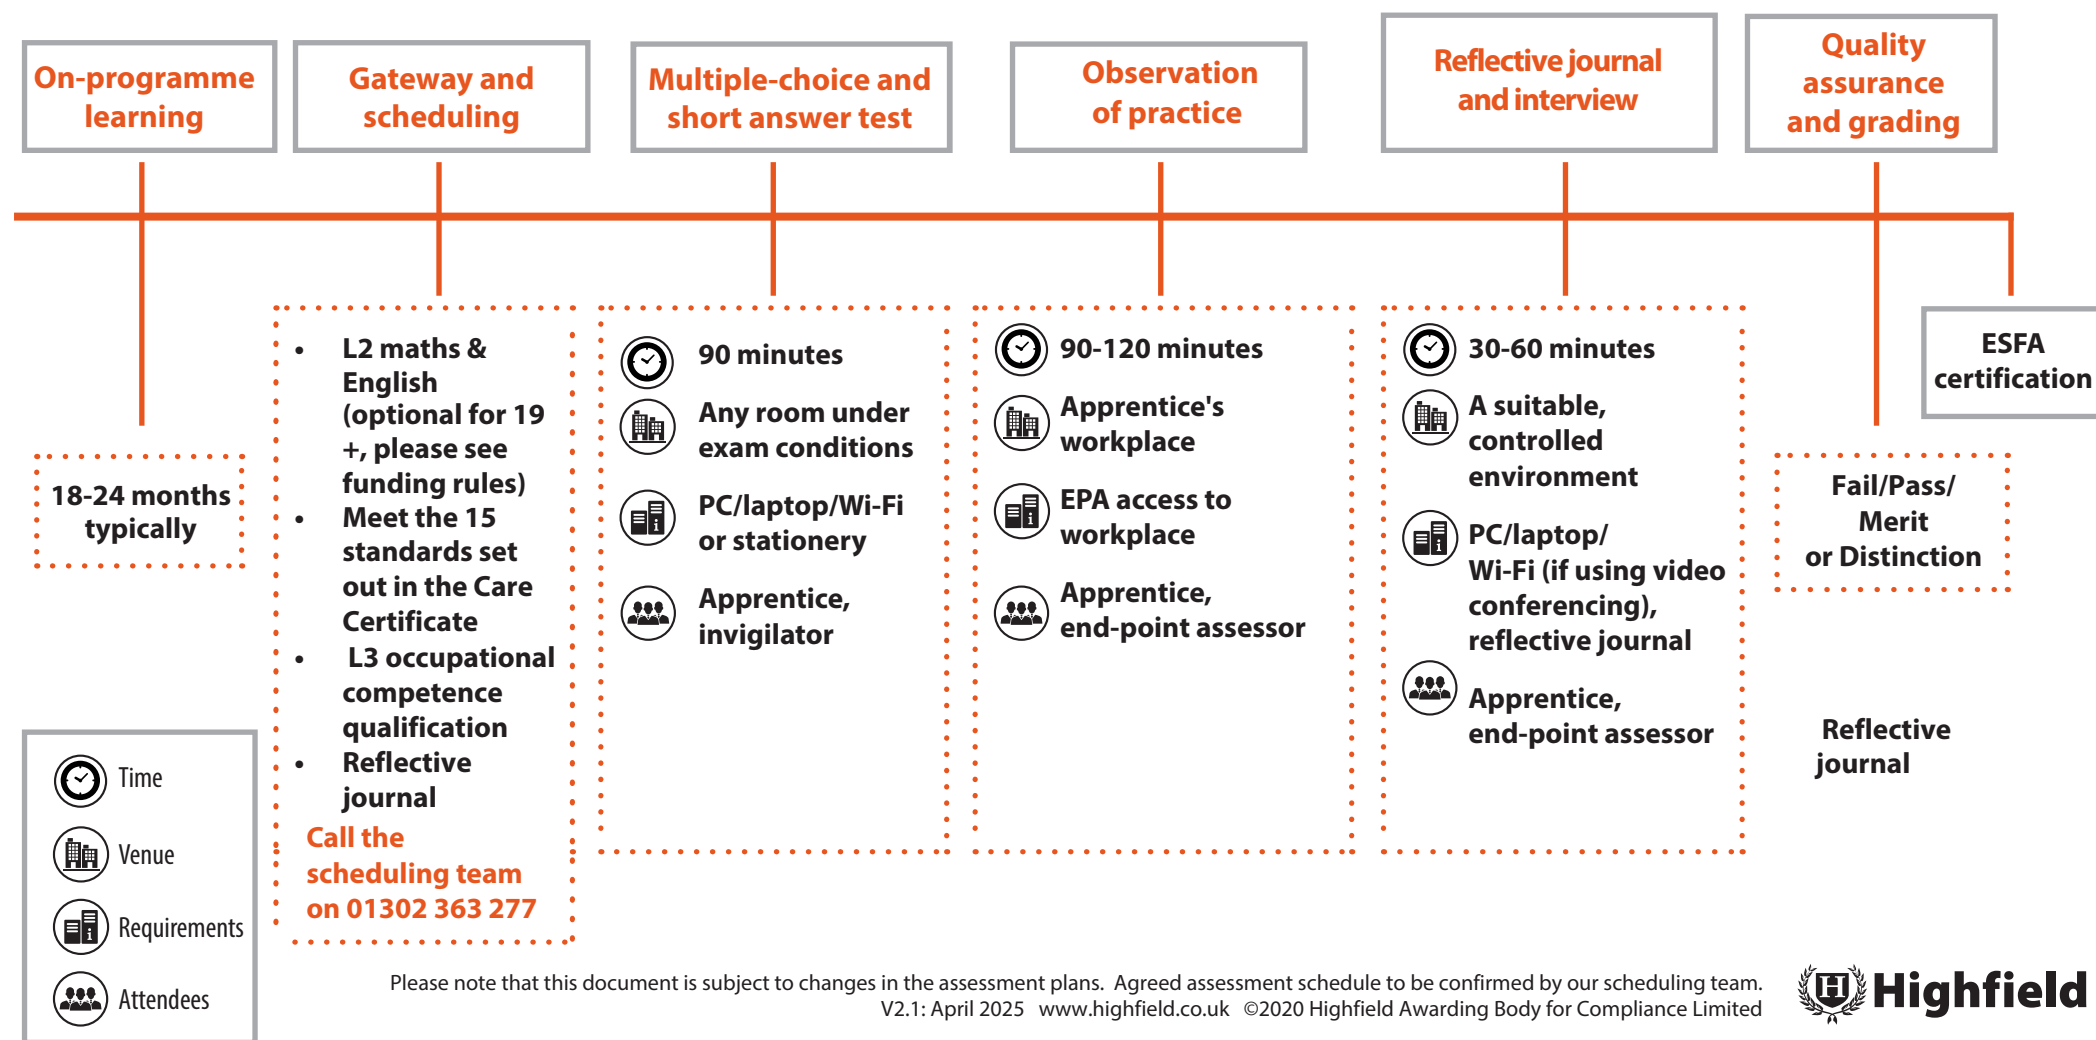 On-programme
learning
Gateway and
scheduling
Multiple-choice and
short answer test
Observation
of practice
Reflective journal
and interview
Quality
assurance
and grading
18-24 months
typically
• L2 maths &
English
(optional for 19
+, please see
funding rules)
• Meet the 15
standards set
out in the Care
Certificate
• L3 occupational
competence
qualification
• Reflective
journal
Call the
scheduling team
on 01302 363 277
90 minutes
Any room under
exam conditions
PC/laptop/Wi-Fi
or stationery
Apprentice,
invigilator
90-120 minutes
Apprentice's
workplace
EPA access to
workplace
Apprentice,
end-point assessor
30-60 minutes
A suitable,
controlled
environment
PC/laptop/
Wi-Fi (if using video
conferencing),
reflective journal
Apprentice,
end-point assessor
Fail/Pass/
Merit
or Distinction
ESFA
certification
Reflective
journal
Time
Venue
Requirements
Attendees
Please note that this document is subject to changes in the assessment plans. Agreed assessment schedule to be confirmed by our scheduling team.
V2.1: April 2025 www.highfield.co.uk ©2020 Highfield Awarding Body for Compliance Limited
H Highfield